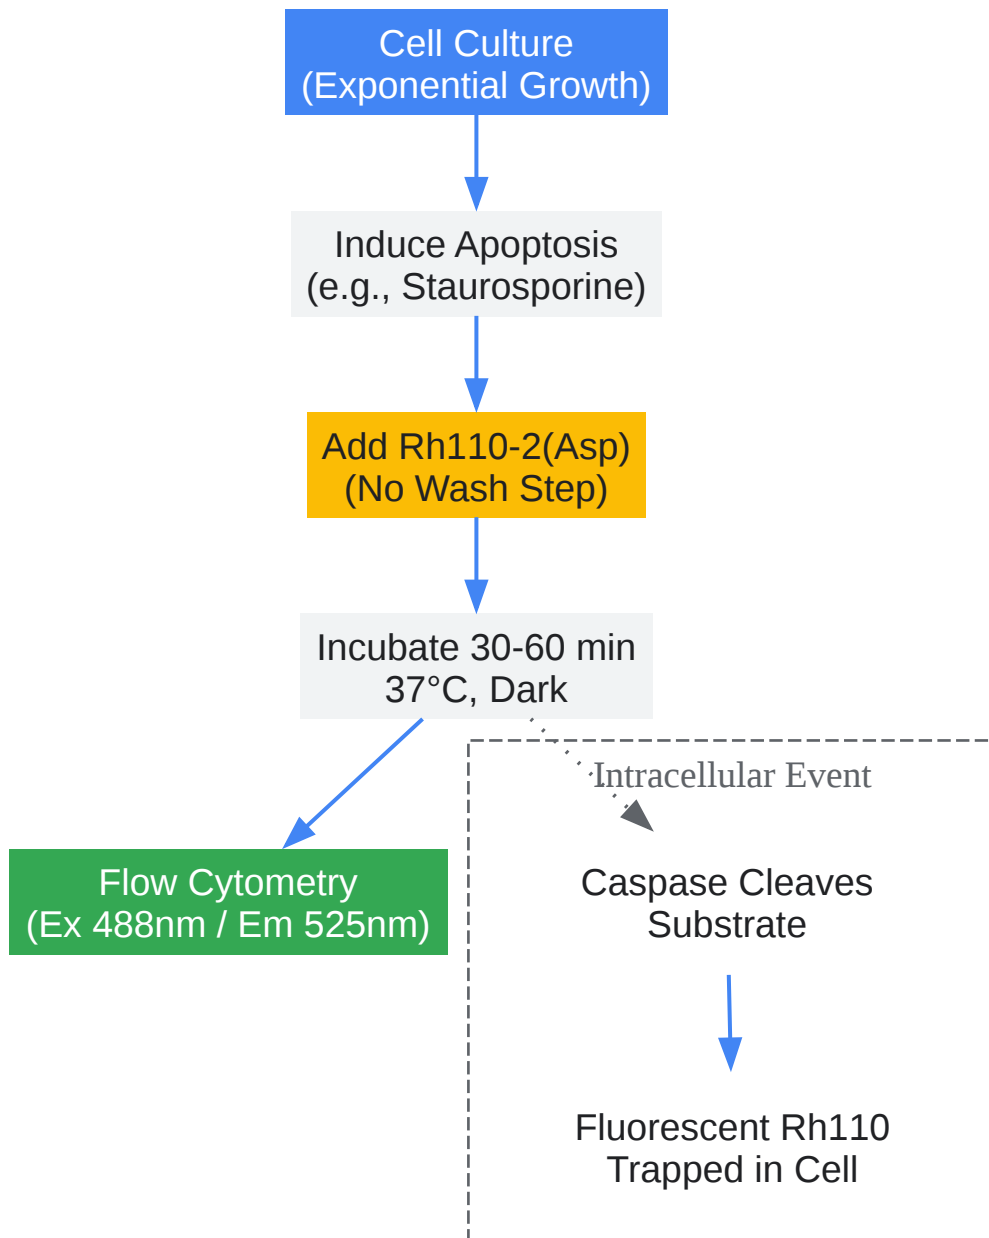 Cell Culture
(Exponential Growth)
Induce Apoptosis
(e.g., Staurosporine)
Add Rh110-2(Asp)
(No Wash Step)
Incubate 30-60 min
37°C, Dark
Intracellular Event
Flow Cytometry
(Ex 488nm / Em 525nm)
Caspase Cleaves
Substrate
Fluorescent Rh110
Trapped in Cell